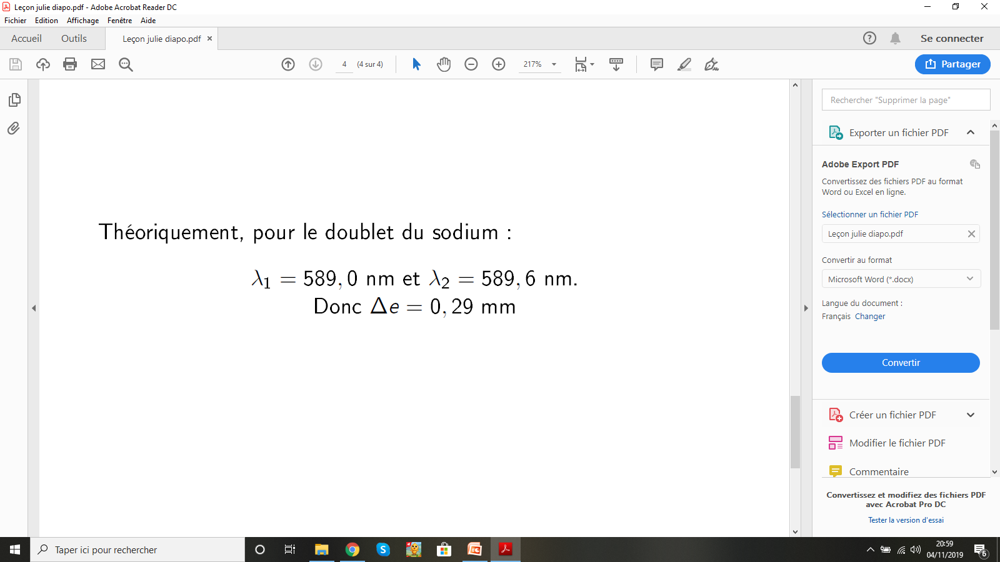 Leçon julie diapo.pdf - Adobe Acrobat Reader DC
Fichier Edition Affichage Fenêtre Aide
Accueil Outils Leçon julie diapo.pdf × ? Se connecter
4 (4 sur 4) 217% Partager
Rechercher "Supprimer la page"
Exporter un fichier PDF
Adobe Export PDF
Convertissez des fichiers PDF au format
Word ou Excel en ligne.
Sélectionner un fichier PDF
Leçon julie diapo.pdf
Convertir au format
Microsoft Word (*.docx)
Langue du document :
Français Changer
Convertir
Créer un fichier PDF
Modifier le fichier PDF
Commentaire
Convertissez et modifiez des fichiers PDF
avec Acrobat Pro DC
Tester la version d'essai
Théoriquement, pour le doublet du sodium :
λ₁ = 589, 0 nm et λ₂ = 589, 6 nm.
Donc Δe = 0, 29 mm
Taper ici pour rechercher
20:59
04/11/2019
6